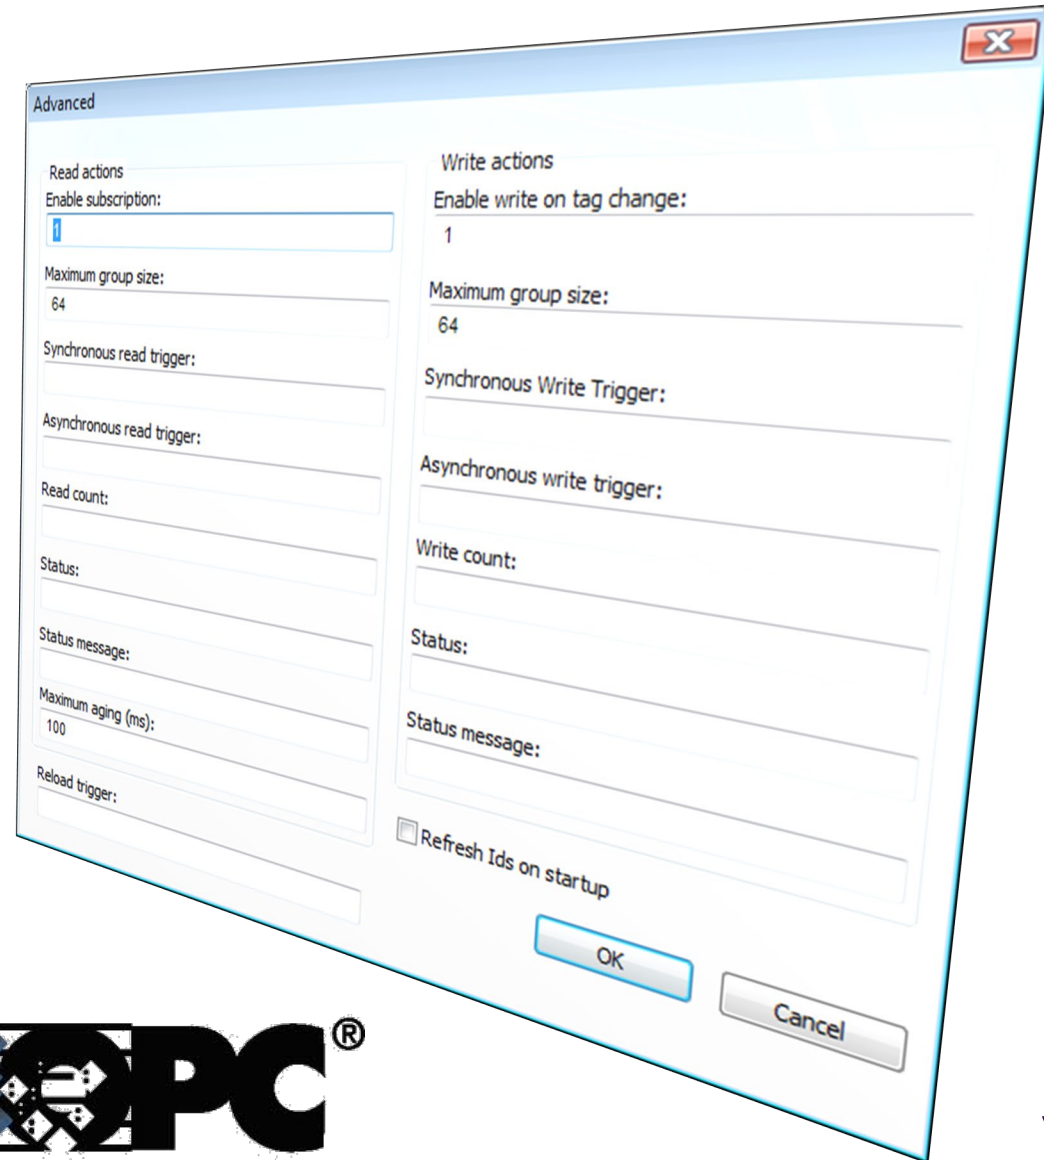 Advanced
Read actions
Enable subscription:
1
Maximum group size:
64
Synchronous read trigger:
Asynchronous read trigger:
Read count:
Status:
Status message:
Maximum aging (ms):
100
Reload trigger:
Write actions
Enable write on tag change:
1
Maximum group size:
64
Synchronous Write Trigger:
Asynchronous write trigger:
Write count:
Status:
Status message:
Refresh Ids on startup
OK
Cancel
OPC®